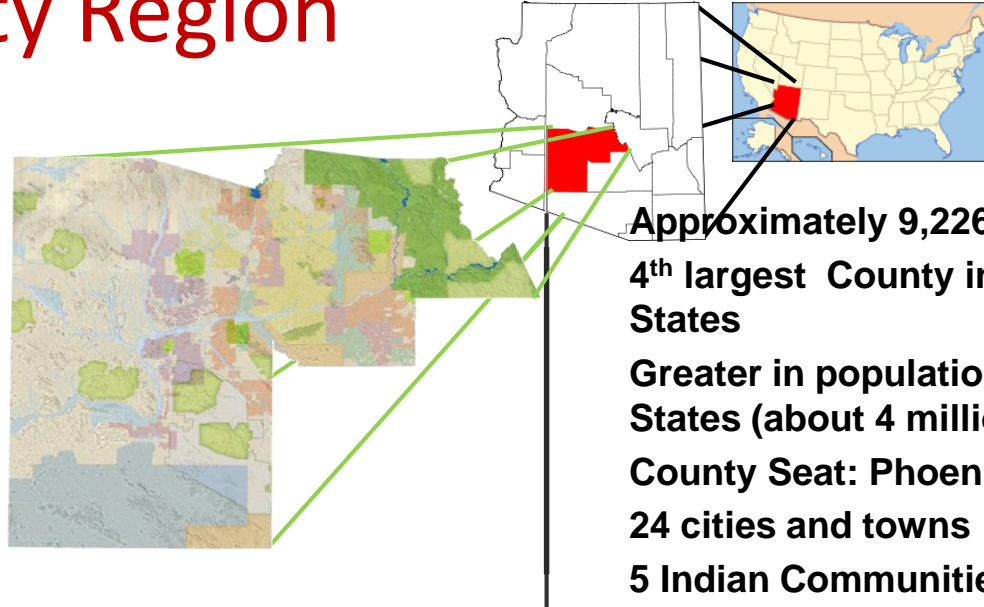 ty Region
Approximately 9,226
4th largest County in
States
Greater in populatio
States (about 4 millio
County Seat: Phoen
24 cities and towns
5 Indian Communitie